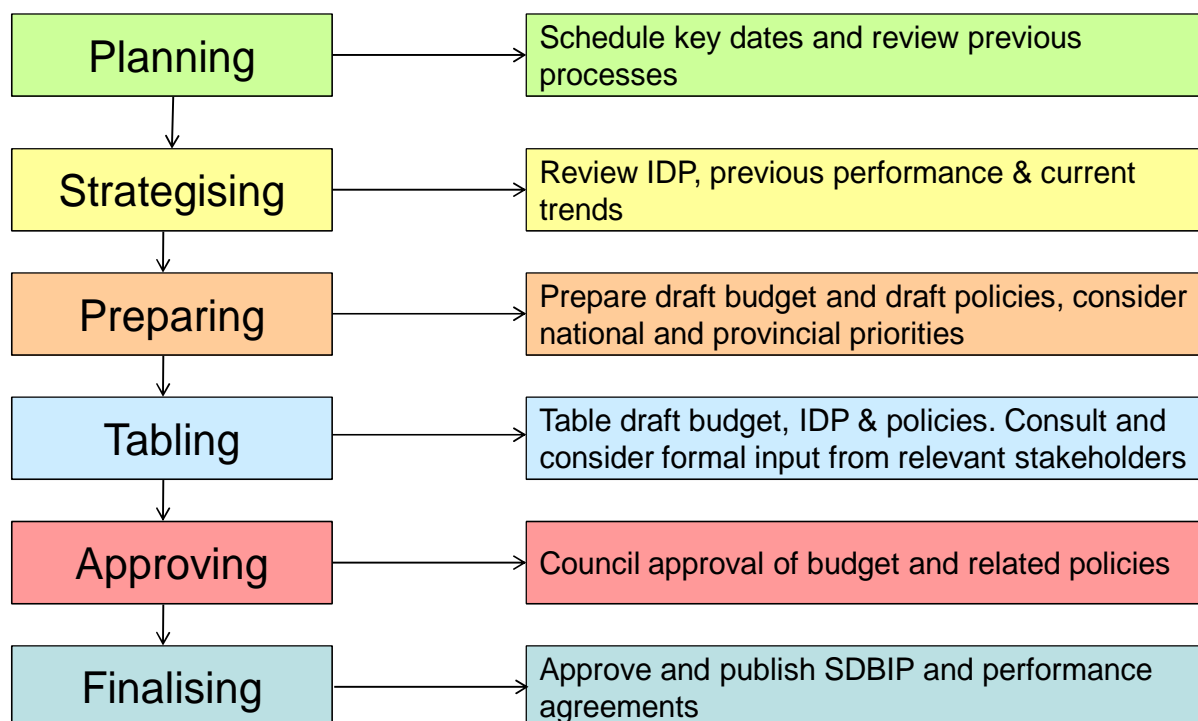 Planning
Schedule key dates and review previous
processes
Strategising
Review IDP, previous performance & current
trends
Preparing
Prepare draft budget and draft policies, consider
national and provincial priorities
Tabling
Table draft budget, IDP & policies. Consult and
consider formal input from relevant stakeholders
Approving
Council approval of budget and related policies
Finalising
Approve and publish SDBIP and performance
agreements